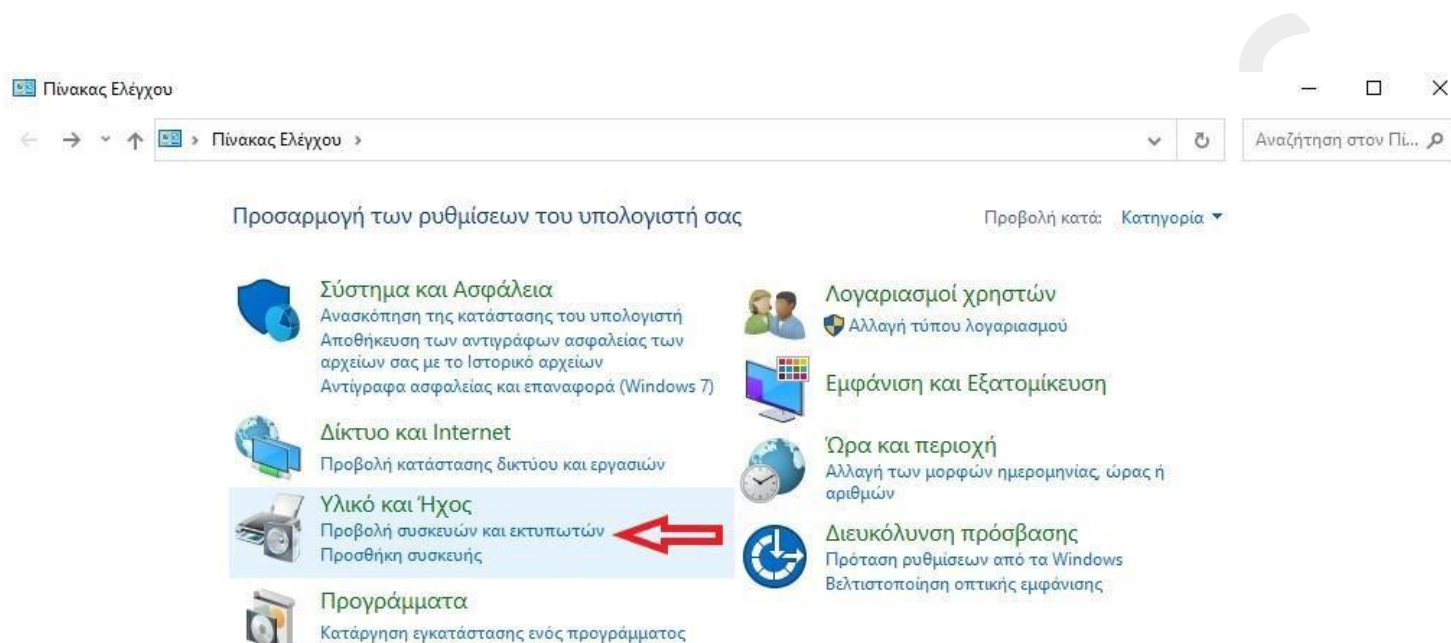 Πίνακας Ελέγχου
Πίνακας Ελέγχου
Αναζήτηση στον Πί...
Προσαρμογή των ρυθμίσεων του υπολογιστή σας
Προβολή κατά: Κατηγορία
Σύστημα και Ασφάλεια
Ανασκόπηση της κατάστασης του υπολογιστή
Αποθήκευση των αντιγράφων ασφαλείας των
αρχείων σας με το Ιστορικό αρχείων
Αντίγραφα ασφαλείας και επαναφορά (Windows 7)
Δίκτυο και Internet
Προβολή κατάστασης δικτύου και εργασιών
Υλικό και Ήχος
Προβολή συσκευών και εκτυπωτών
Προσθήκη συσκευής
Προγράμματα
Κατάργηση εγκατάστασης ενός προγράμματος
Λογαριασμοί χρηστών
Αλλαγή τύπου λογαριασμού
Εμφάνιση και Εξατομίκευση
Ώρα και περιοχή
Αλλαγή των μορφών ημερομηνίας, ώρας ή
αριθμών
Διευκόλυνση πρόσβασης
Πρόταση ρυθμίσεων από τα Windows
Βελτιστοποίηση οπτικής εμφάνισης